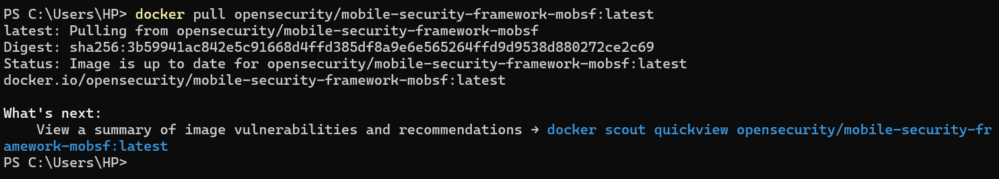 PS C:\Users\HP> docker pull opensecurity/mobile-security-framework-mobsf:latest
latest: Pulling from opensecurity/mobile-security-framework-mobsf
Digest: sha256:3b59941ac842e5c91668d4ffd385df8a9e6e565264ffd9d9538d880272ce2c69
Status: Image is up to date for opensecurity/mobile-security-framework-mobsf:latest
docker.io/opensecurity/mobile-security-framework-mobsf:latest
What's next:
    View a summary of image vulnerabilities and recommendations → docker scout quickview opensecurity/mobile-security-fr
amework-mobsf:latest
PS C:\Users\HP>